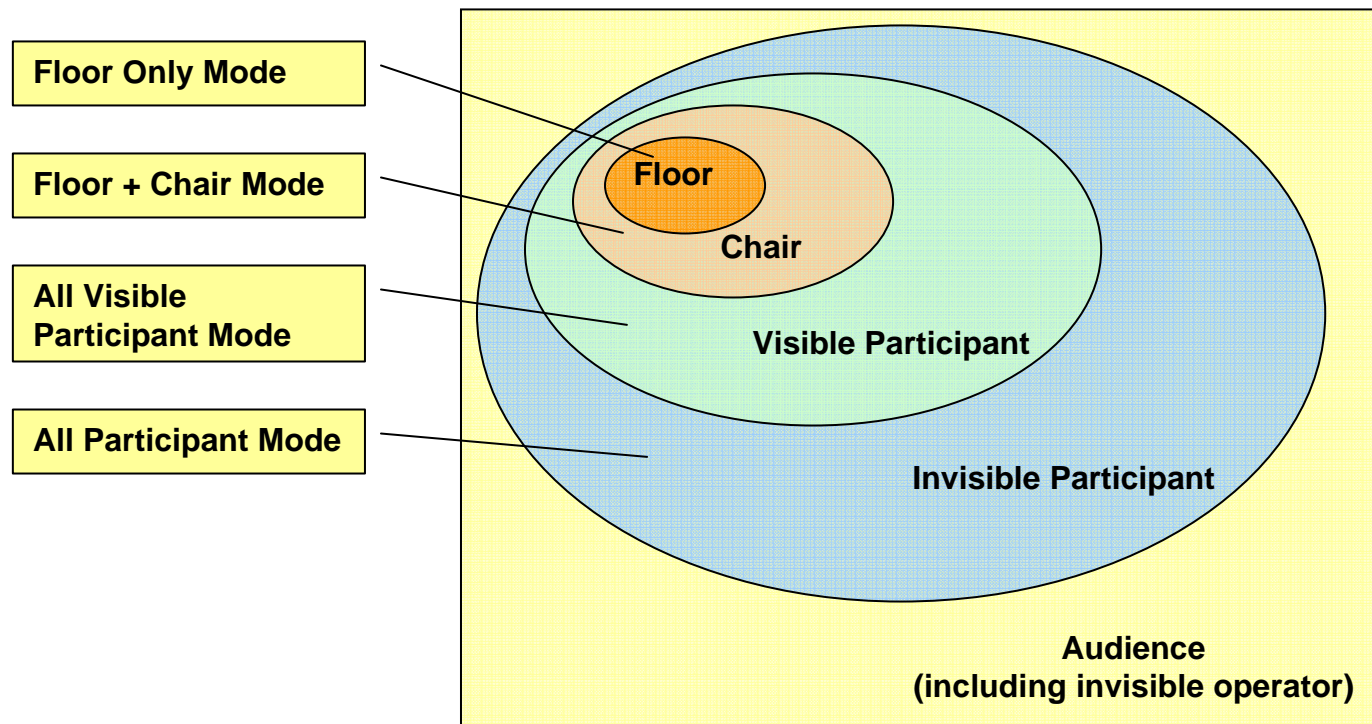 Floor Only Mode
Floor + Chair Mode
All Visible
Participant Mode
All Participant Mode
Floor
Chair
Visible Participant
Invisible Participant
Audience
(including invisible operator)